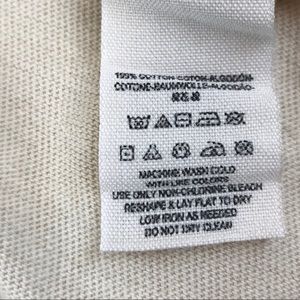 100% COTTON-COTON-ALGODÓN-
COTONE-BAUMWOLLE-ALGODÃO-
MACHINE WASH COLD
WITH LIKE COLORS
USE ONLY NON-CHLORINE BLEACH
RESHAPE & LAY FLAT TO DRY
LOW IRON AS NEEDED
DO NOT DRY CLEAN